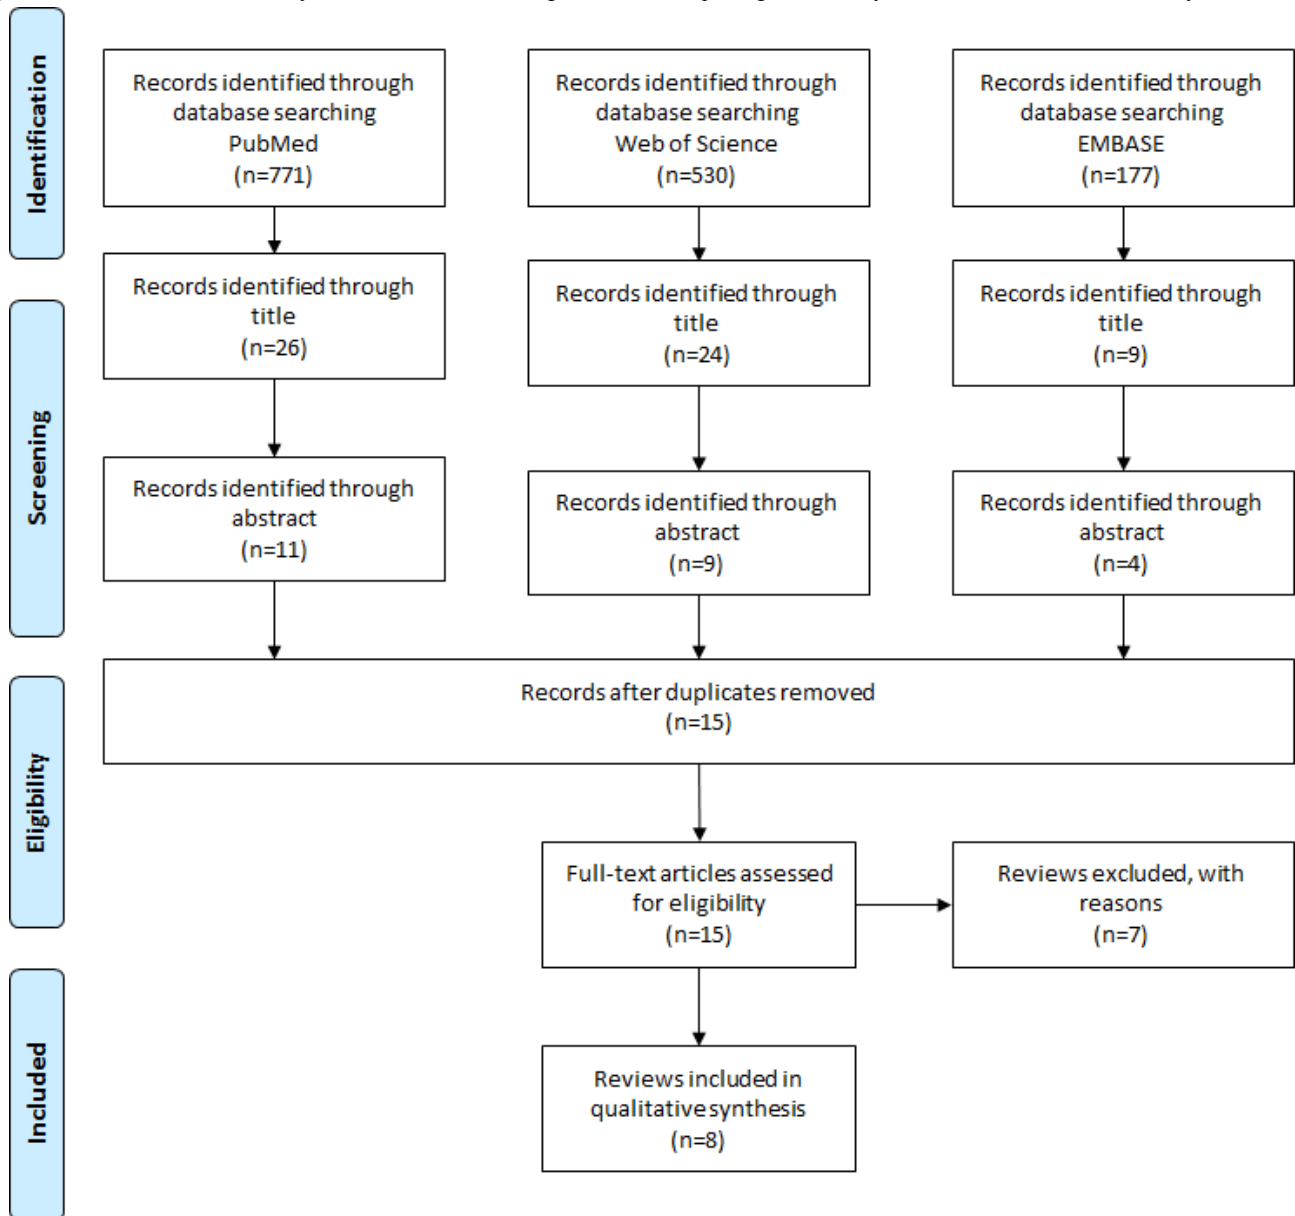 Identification
Records identified through
database searching
PubMed
(n=771)
Records identified through
database searching
Web of Science
(n=530)
Records identified through
database searching
EMBASE
(n=177)
Screening
Records identified through
title
(n=26)
Records identified through
title
(n=24)
Records identified through
title
(n=9)
Records identified through
abstract
(n=11)
Records identified through
abstract
(n=9)
Records identified through
abstract
(n=4)
Eligibility
Records after duplicates removed
(n=15)
Full-text articles assessed
for eligibility
(n=15)
Reviews excluded, with
reasons
(n=7)
Included
Reviews included in
qualitative synthesis
(n=8)